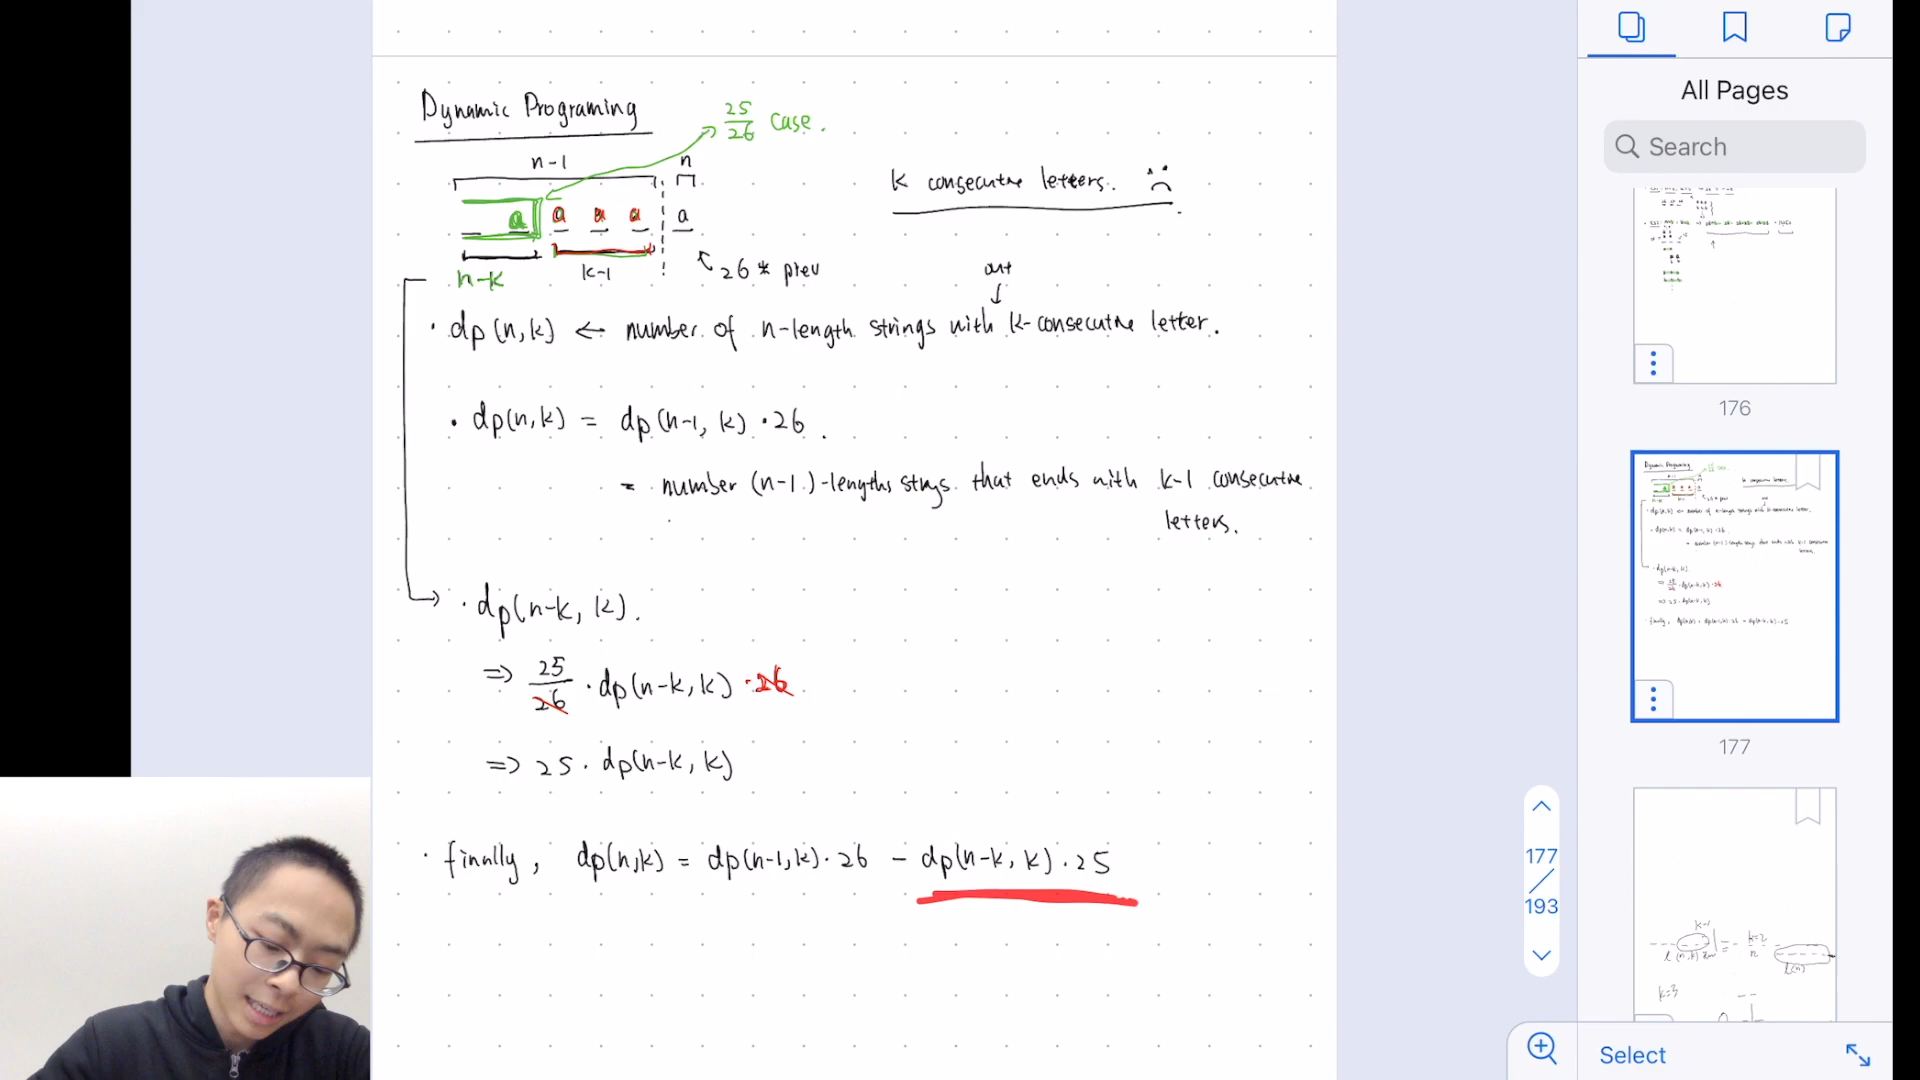 Dynamic Programing
25/26 case.
n-1
n
a a a a a
K consecutive letters.
n-k
k-1
26 * prev
out
dp(n,k) ← number of n-length strings with k-consecutive letter.
dp(n,k) = dp(n-1, k) · 26.
- number (n-1)-lengths strings that ends with k-1 consecutive
letters.
· dp(n-k, k).
⇒ 25/26 · dp(n-k, k) · 26
⇒ 25 · dp(n-k, k)
· finally, dp(n,k) = dp(n-1,k) · 26 - dp(n-k, k) · 25
All Pages
Search
176
177
177
193
Select